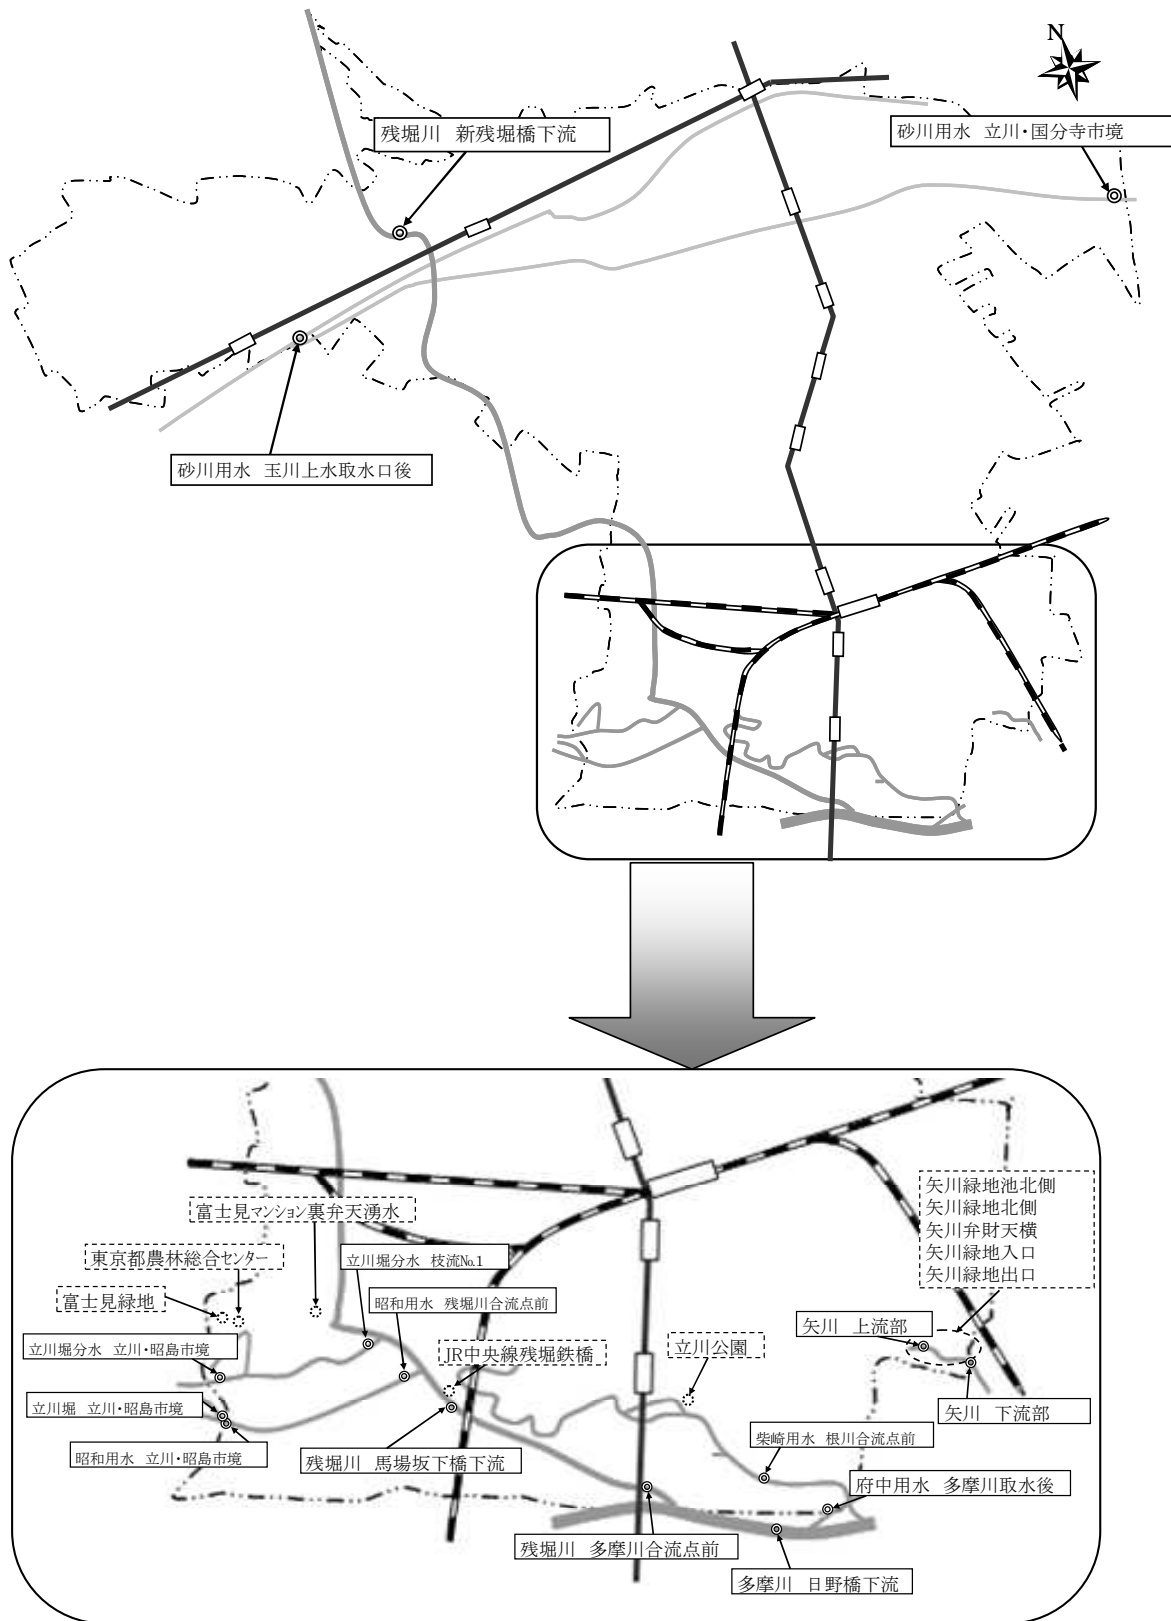 N
残堀川　新残堀橋下流
砂川用水　立川・国分寺市境
砂川用水　玉川上水取水口後
矢川緑地池北側
矢川緑地北側
矢川弁財天横
矢川緑地入口
矢川緑地出口
富士見マンション裏弁天湧水
東京都農林総合センター
立川堀分水　枝流№1
富士見緑地
昭和用水　残堀川合流点前
矢川　上流部
立川堀分水　立川・昭島市境
JR中央線残堀鉄橋
立川公園
立川堀　立川・昭島市境
矢川　下流部
昭和用水　立川・昭島市境
残堀川　馬場坂下橋下流
柴崎用水　根川合流点前
府中用水　多摩川取水後
残堀川　多摩川合流点前
多摩川　日野橋下流